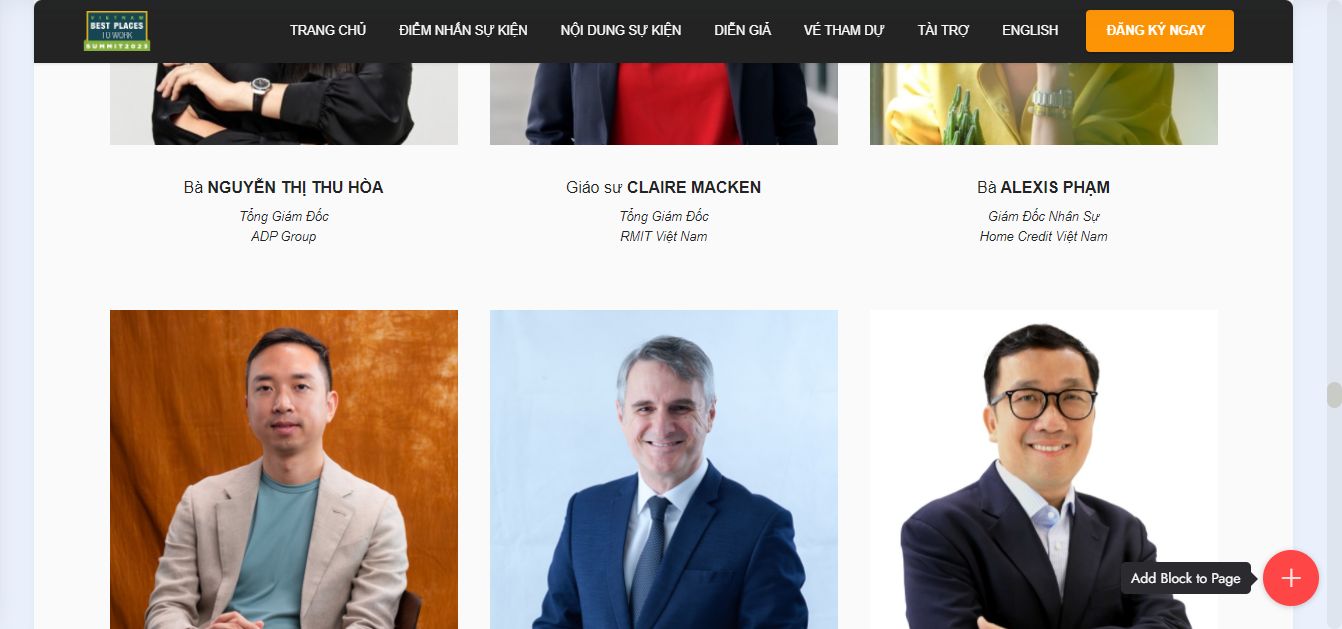 VIETNAM
BEST PLACES
TO WORK
SUMMIT2023
TRANG CHỦ
ĐIỂM NHẤN SỰ KIỆN
NỘI DUNG SỰ KIỆN
DIỄN GIẢ
VÉ THAM DỰ
TÀI TRỢ
ENGLISH
ĐĂNG KÝ NGAY
Bà NGUYỄN THỊ THU HÒA
Tổng Giám Đốc
ADP Group
Giáo sư CLAIRE MACKEN
Tổng Giám Đốc
RMIT Việt Nam
Bà ALEXIS PHẠM
Giám Đốc Nhân Sự
Home Credit Việt Nam
Add Block to Page